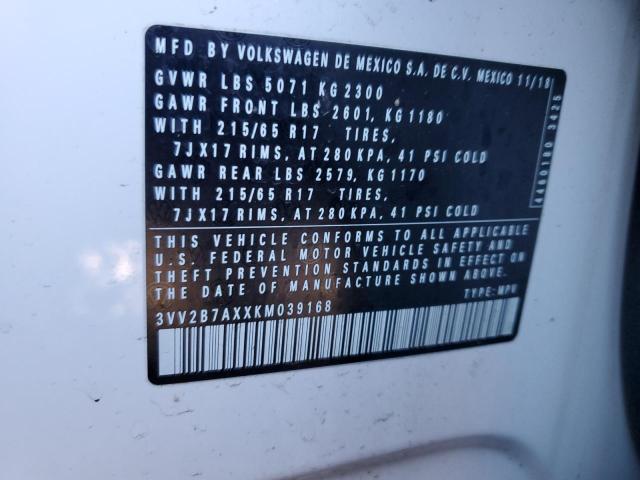 MFD BY VOLKSWAGEN DE MEXICO S.A. DE C.V. MEXICO 11/18
GVWR LBS 5071 KG 2300
GAWR FRONT LBS 2601, KG 1180
WITH 215/65 R17 TIRES,
7JX17 RIMS, AT 280 KPA, 41 PSI COLD
GAWR REAR LBS 2579, KG 1170
WITH 215/65 R17 TIRES,
7JX17 RIMS, AT 280 KPA, 41 PSI COLD
THIS VEHICLE CONFORMS TO ALL APPLICABLE
U.S. FEDERAL MOTOR VEHICLE SAFETY AND
THEFT PREVENTION STANDARDS IN EFFECT ON
THE DATE OF MANUFACTURE SHOWN ABOVE.
3VV2B7AXXKM039168 TYPE: MPV
4480180 3425